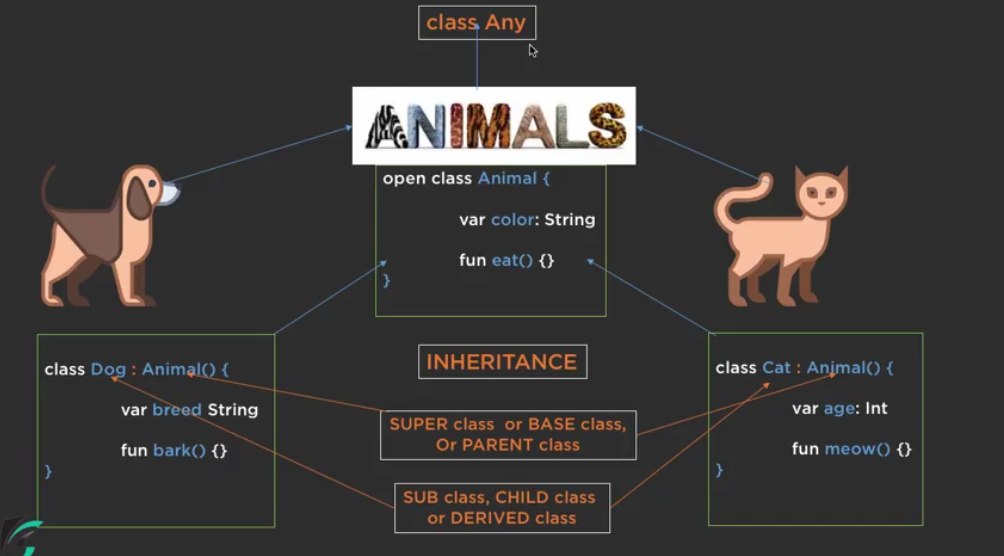 class Any
ANIMALS
open class Animal {
var color: String
fun eat() {}
}
class Dog : Animal() {
var breed String
fun bark() {}
}
INHERITANCE
SUPER class or BASE class,
Or PARENT class
SUB class, CHILD class
or DERIVED class
class Cat : Animal() {
var age: Int
fun meow() {}
}